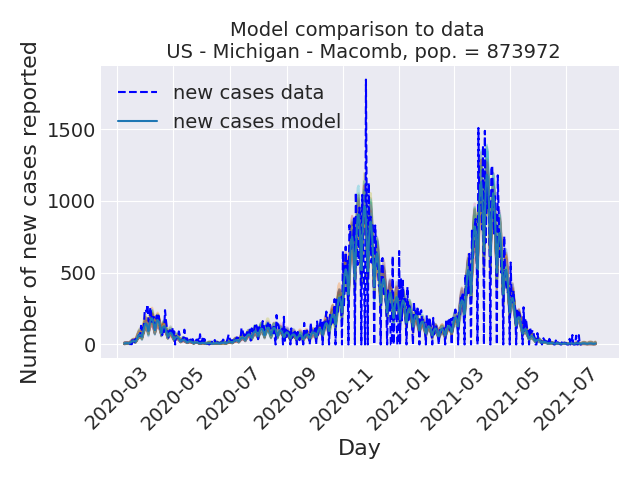 Model comparison to data
US - Michigan - Macomb, pop. = 873972
Number of new cases reported
new cases data
new cases model
1500
1000
500
0
2020-03
2020-05
2020-07
2020-09
2020-11
2021-01
2021-03
2021-05
2021-07
Day